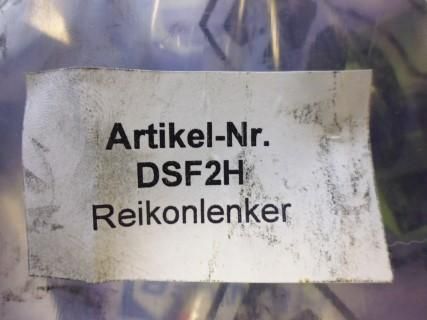 Artikel-Nr.
DSF2H
Reikonlenker